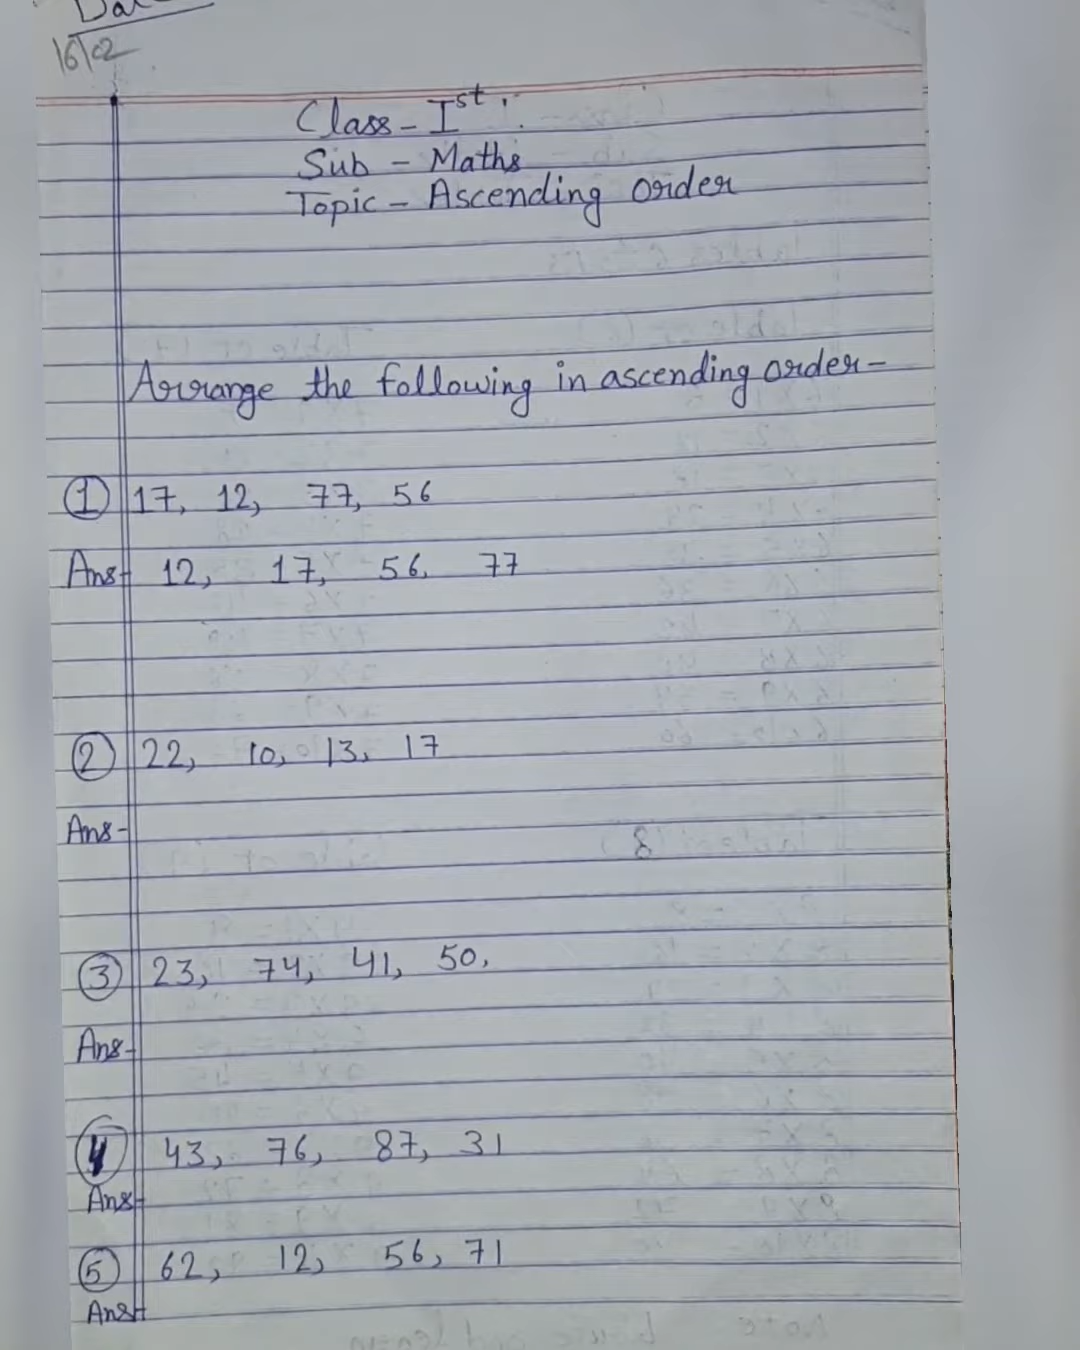 16/02
Class - Ist.
Sub - Maths
Topic - Ascending order
Arrange the following in ascending order -
① 17, 12, 77, 56
Ans- 12, 17, 56, 77
② 22, 10, 13, 17
Ans-
8
③ 23, 74, 41, 50,
Ans-
④ 43, 76, 87, 31
Ans-
⑤ 62, 12, 56, 71
Ans-